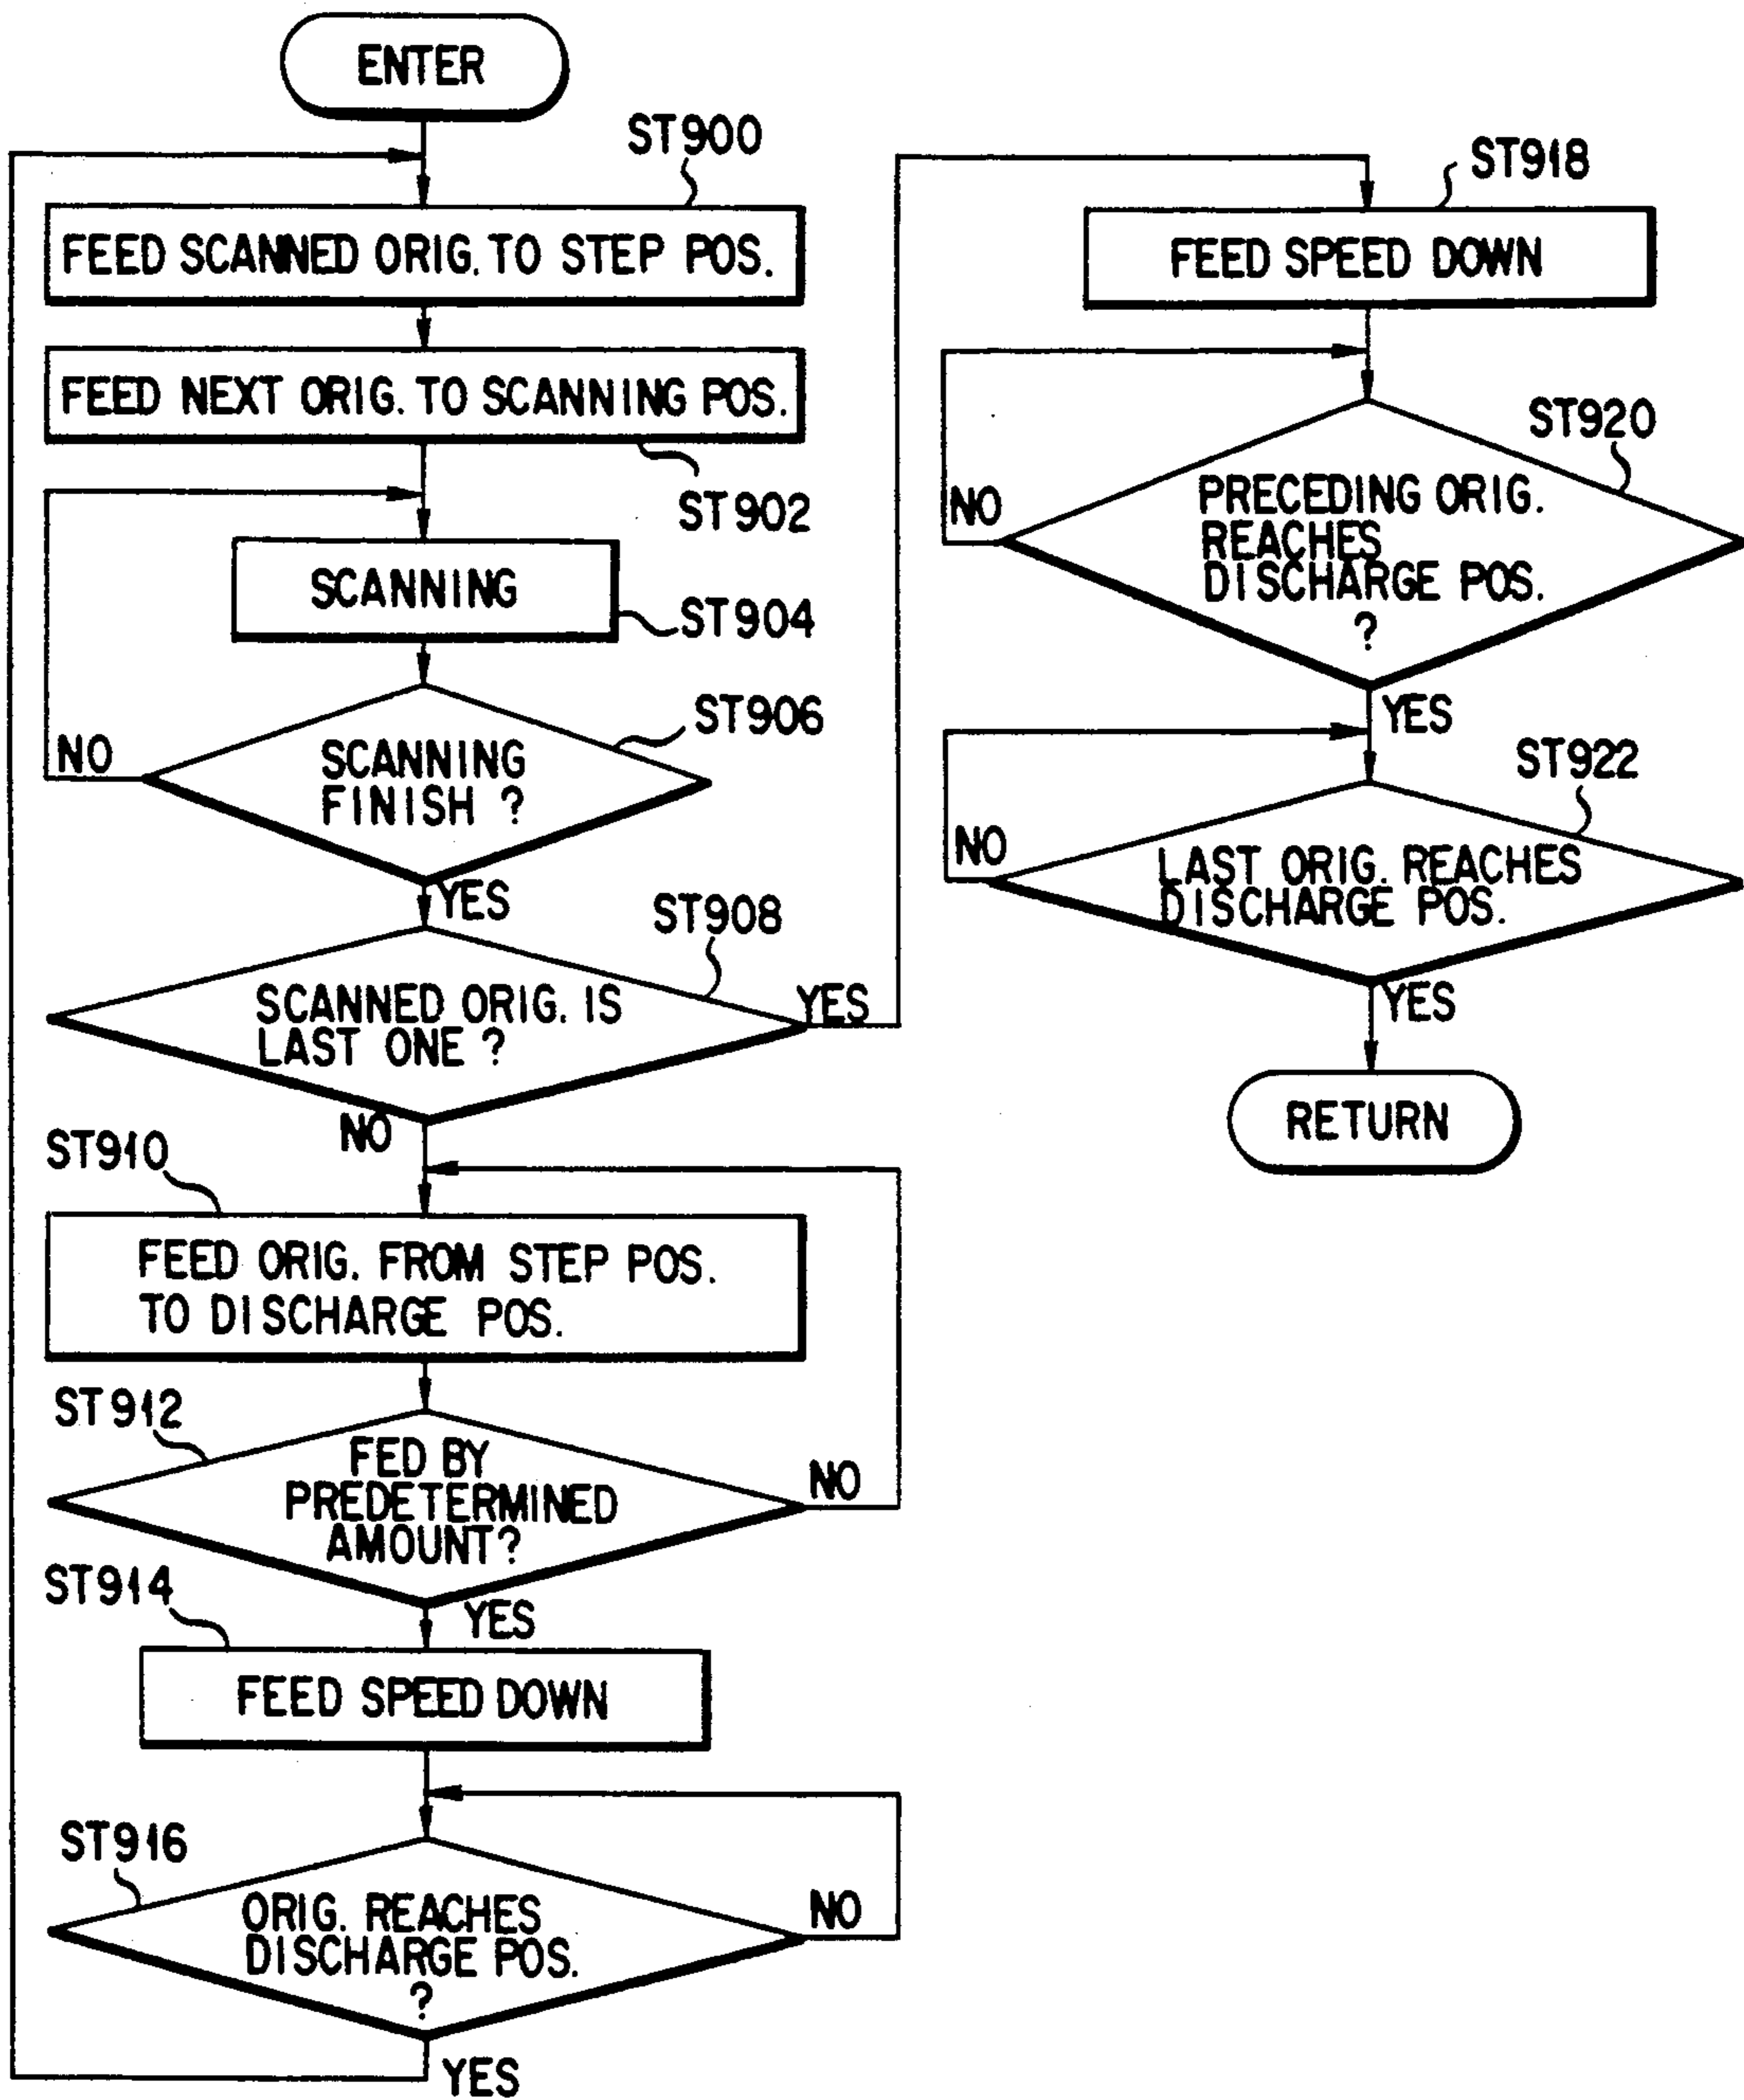 ENTER
ST900
FEED SCANNED ORIG. TO STEP POS.
FEED NEXT ORIG. TO SCANNING POS.
ST902
SCANNING
ST904
ST906
NO
SCANNING
FINISH ?
YES
ST908
SCANNED ORIG. IS
LAST ONE ?
YES
NO
ST910
FEED ORIG. FROM STEP POS.
TO DISCHARGE POS.
ST912
FED BY
PREDETERMINED
AMOUNT?
NO
ST914
YES
FEED SPEED DOWN
ST916
ORIG. REACHES
DISCHARGE POS.
?
NO
YES
ST918
FEED SPEED DOWN
ST920
NO
PRECEDING ORIG.
REACHES
DISCHARGE POS.
?
YES
ST922
NO
LAST ORIG. REACHES
DISCHARGE POS.
YES
RETURN